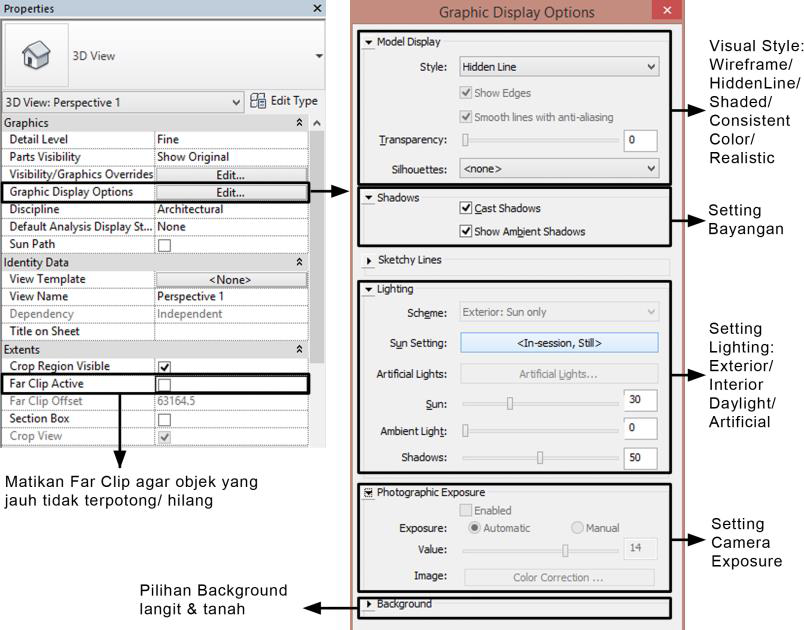 Properties
3D View
3D View: Perspective 1
Edit Type
Graphics
Detail Level Fine
Parts Visibility Show Original
Visibility/Graphics Overrides Edit...
Graphic Display Options Edit...
Discipline Architectural
Default Analysis Display St... None
Sun Path
Identity Data
View Template <None>
View Name Perspective 1
Dependency Independent
Title on Sheet
Extents
Crop Region Visible
Far Clip Active
Far Clip Offset 63164.5
Section Box
Crop View
Matikan Far Clip agar objek yang
jauh tidak terpotong/ hilang
Pilihan Background
langit & tanah
Graphic Display Options
Model Display
Style: Hidden Line
Show Edges
Smooth lines with anti-aliasing
Transparency: 0
Silhouettes: <none>
Shadows
Cast Shadows
Show Ambient Shadows
Sketchy Lines
Lighting
Scheme: Exterior: Sun only
Sun Setting: <In-session, Still>
Artificial Lights: Artificial Lights...
Sun: 30
Ambient Light: 0
Shadows: 50
Photographic Exposure
Enabled
Exposure: Automatic Manual
Value: 14
Image: Color Correction ...
Background
Visual Style:
Wireframe/
HiddenLine/
Shaded/
Consistent
Color/
Realistic
Setting
Bayangan
Setting
Lighting:
Exterior/
Interior
Daylight/
Artificial
Setting
Camera
Exposure